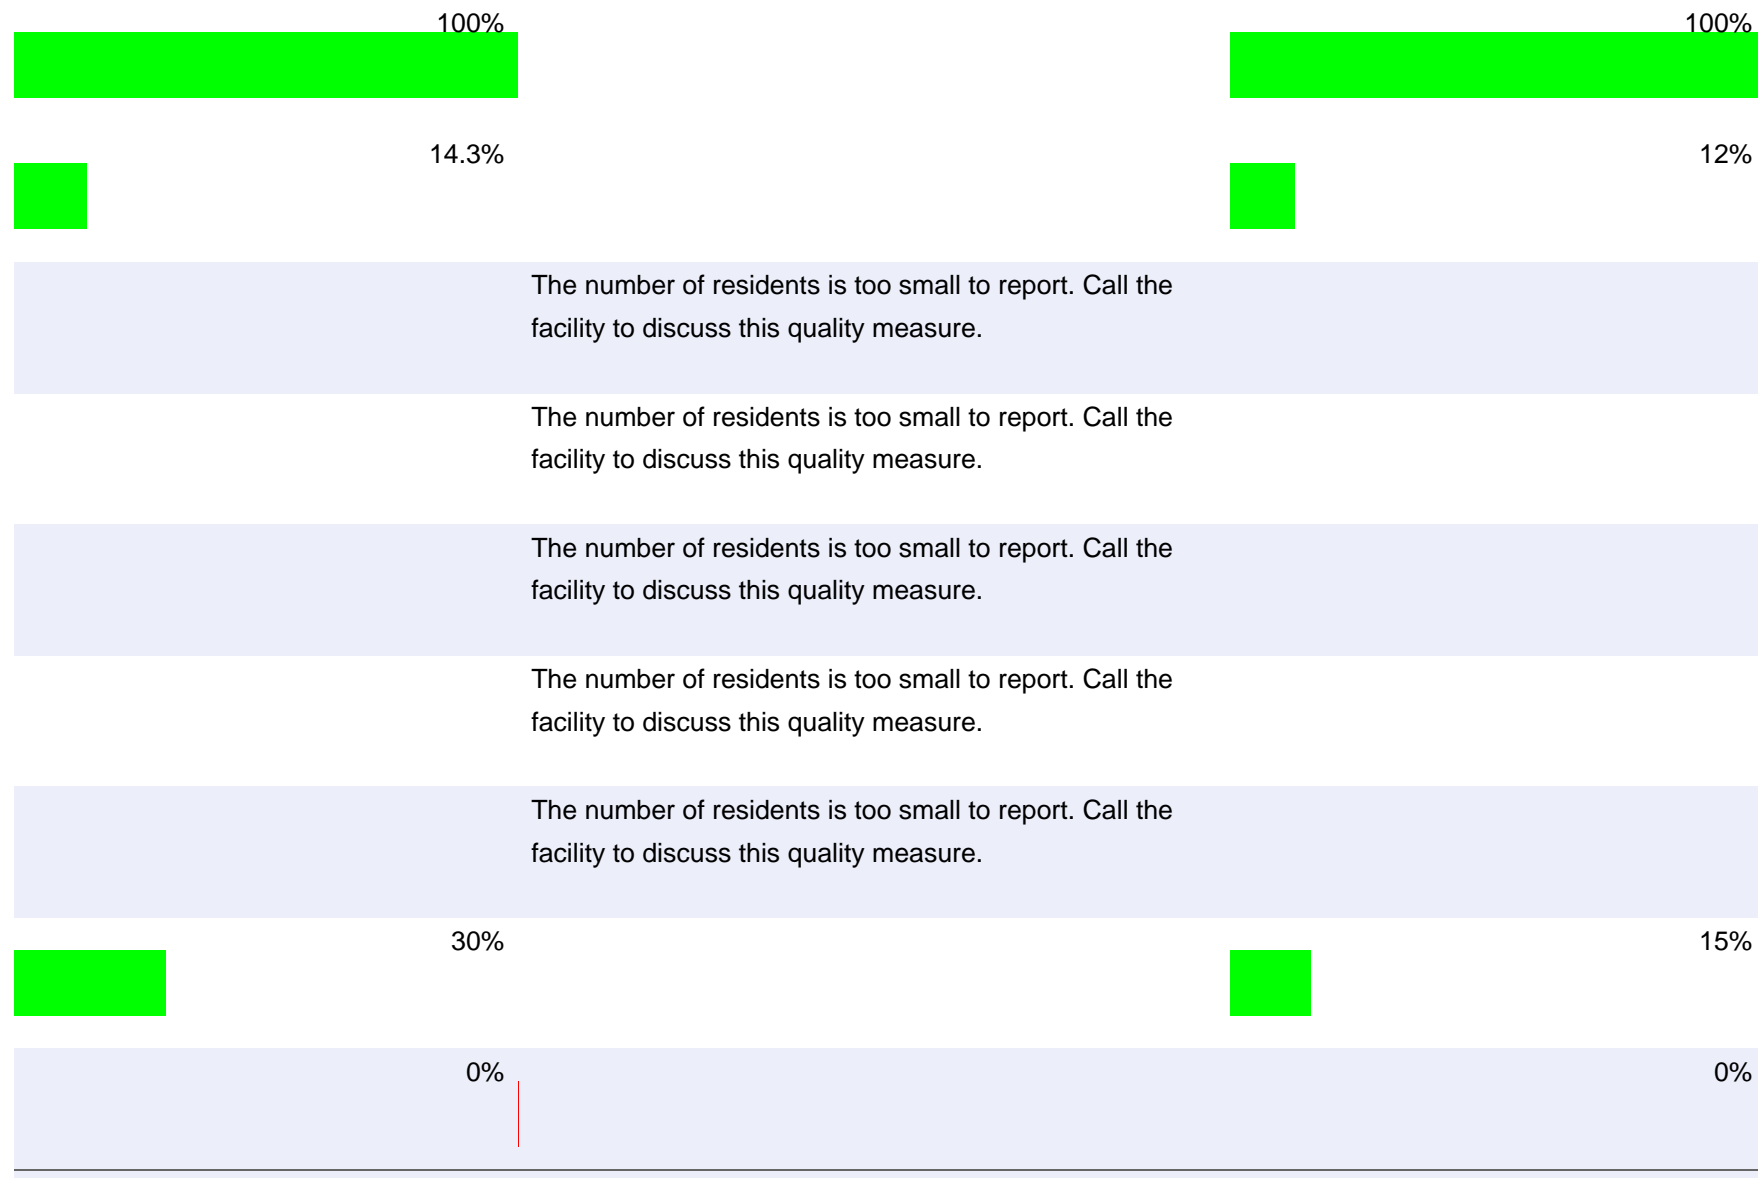 100% 100%
14.3% 12%
The number of residents is too small to report. Call the
facility to discuss this quality measure.
The number of residents is too small to report. Call the
facility to discuss this quality measure.
The number of residents is too small to report. Call the
facility to discuss this quality measure.
The number of residents is too small to report. Call the
facility to discuss this quality measure.
The number of residents is too small to report. Call the
facility to discuss this quality measure.
30% 15%
0% 0%